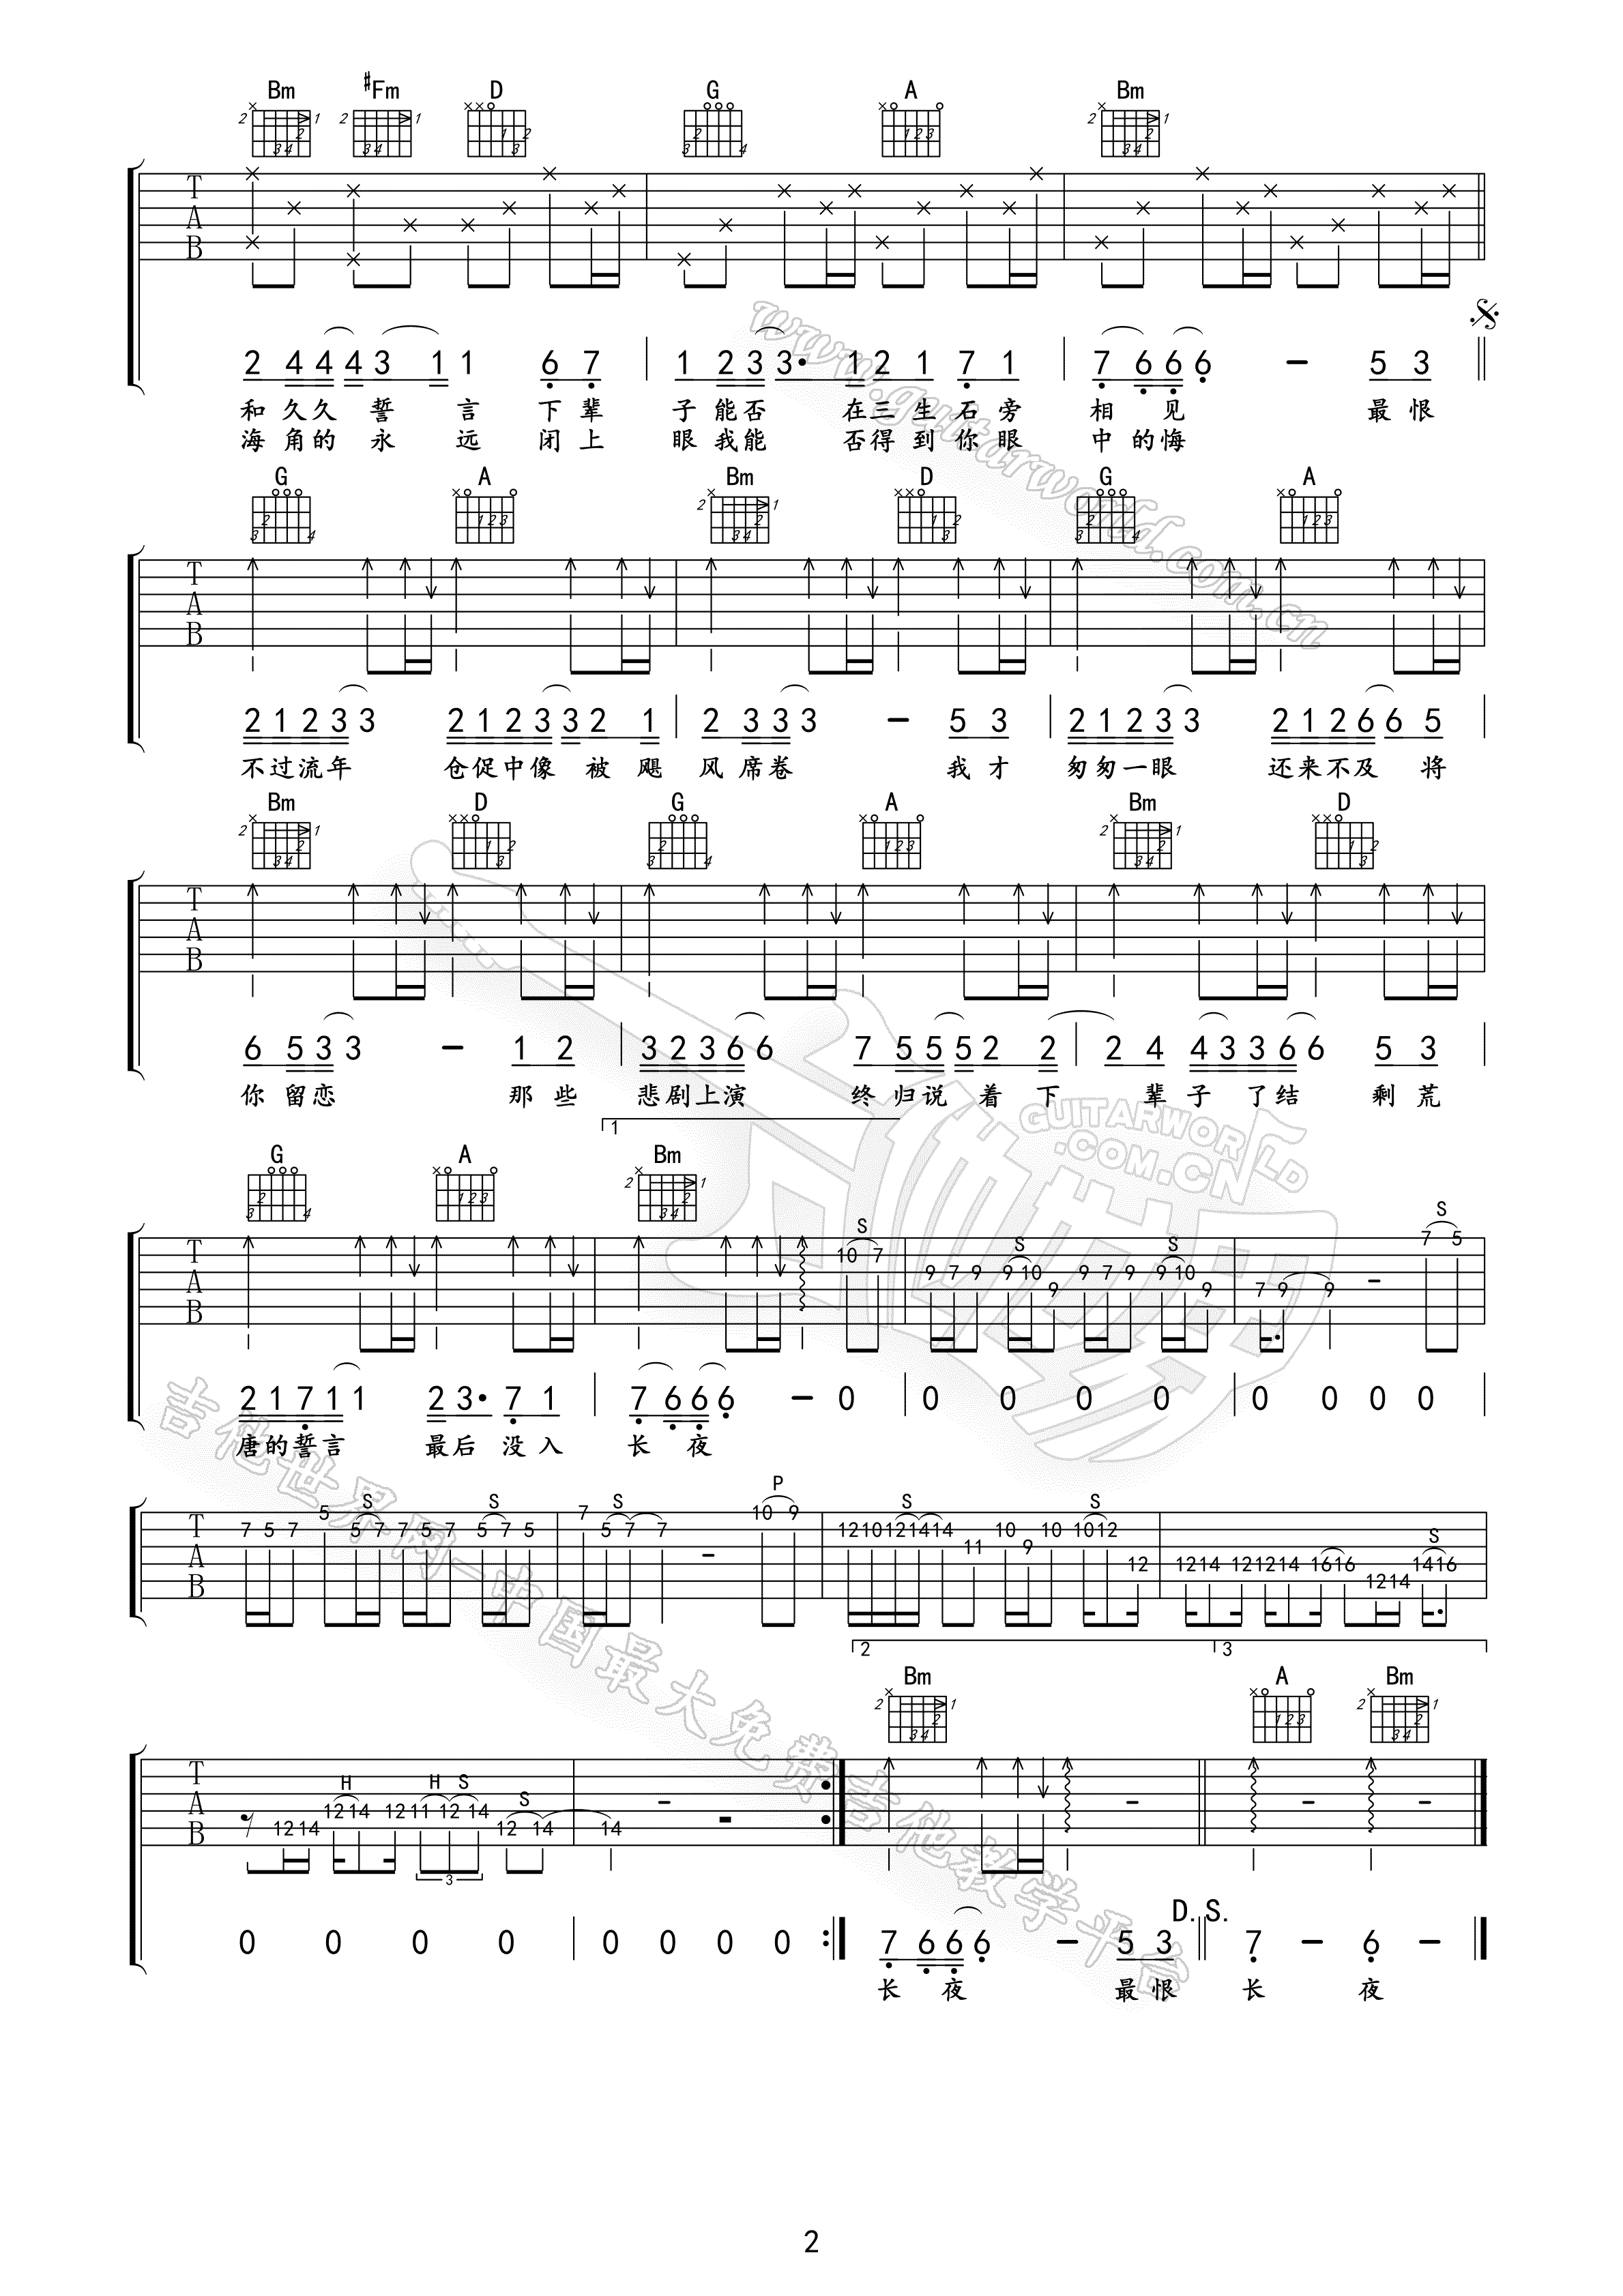 Bm #Fm D G A Bm
2 4 4 4 3 1 1 6 7 1 2 3 3· 1 2 1 7 1 7 6 6 6 - 5 3
和久久誓言下辈子能否在三生石旁相见最恨
海角的永远闭上眼我能否得到你眼中的悔
www.guitarworld.com.cn
G A Bm D G A
2 1 2 3 3 2 1 2 3 3 2 1 2 3 3 3 - 5 3 2 1 2 3 3 2 1 2 6 6 5
不过流年仓促中像被飓风席卷我才匆匆一眼还来不及将
Bm D G A Bm D
6 5 3 3 - 1 2 3 2 3 6 6 7 5 5 5 2 2 2 4 4 3 3 6 6 5 3
你留恋那些悲剧上演终归说着下辈子了结剩荒
GUITARWORLD
.COM.CN
1
G A Bm
S S S S
10 7 9 7 9 9 10 9 9 7 9 9 10 9 7 9 9 7 5
2 1 7 1 1 2 3· 7 1 7 6 6 6 - 0 0 0 0 0 0 0 0 0
唐的誓言最后没入长夜
吉他世界网—中国最大免费吉他教学平台
S S S P S S S
7 5 7 5 5 7 7 5 7 5 7 5 7 5 7 7 10 9 12 10 12 14 14 11 10 9 10 10 12 12 12 14 12 12 14 16 16 12 14 14 16
2 3
Bm A Bm
H H S S
12 14 12 14 12 11 12 14 12 14 14
3
D.S.
0 0 0 0 0 0 0 0 7 6 6 6 - 5 3 7 - 6 -
长夜最恨长夜
2